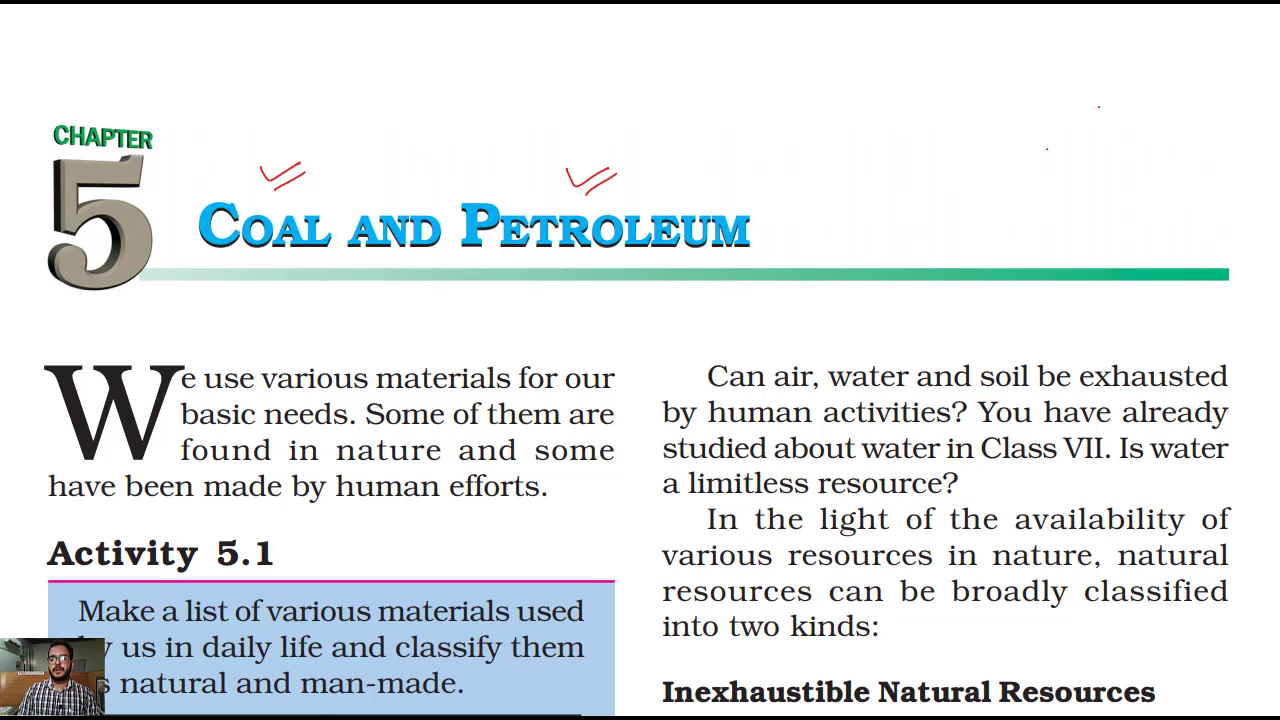 CHAPTER
5
COAL AND PETROLEUM
We use various materials for our
basic needs. Some of them are
found in nature and some
have been made by human efforts.
Activity 5.1
Make a list of various materials used
us in daily life and classify them
natural and man-made.
Can air, water and soil be exhausted
by human activities? You have already
studied about water in Class VII. Is water
a limitless resource?
In the light of the availability of
various resources in nature, natural
resources can be broadly classified
into two kinds:
Inexhaustible Natural Resources